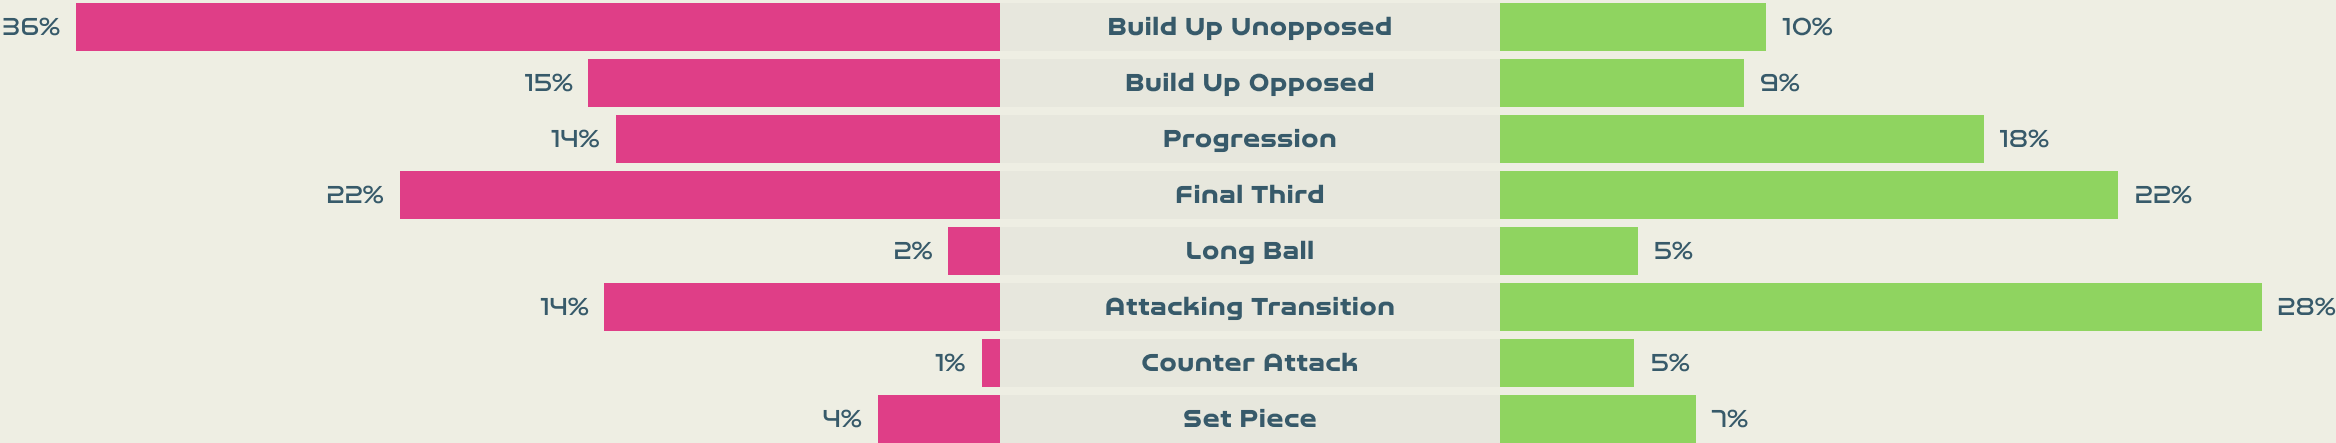 36% Build Up Unopposed 10%
15% Build Up Opposed 9%
14% Progression 18%
22% Final Third 22%
2% Long Ball 5%
14% Attacking Transition 28%
1% Counter Attack 5%
4% Set Piece 7%